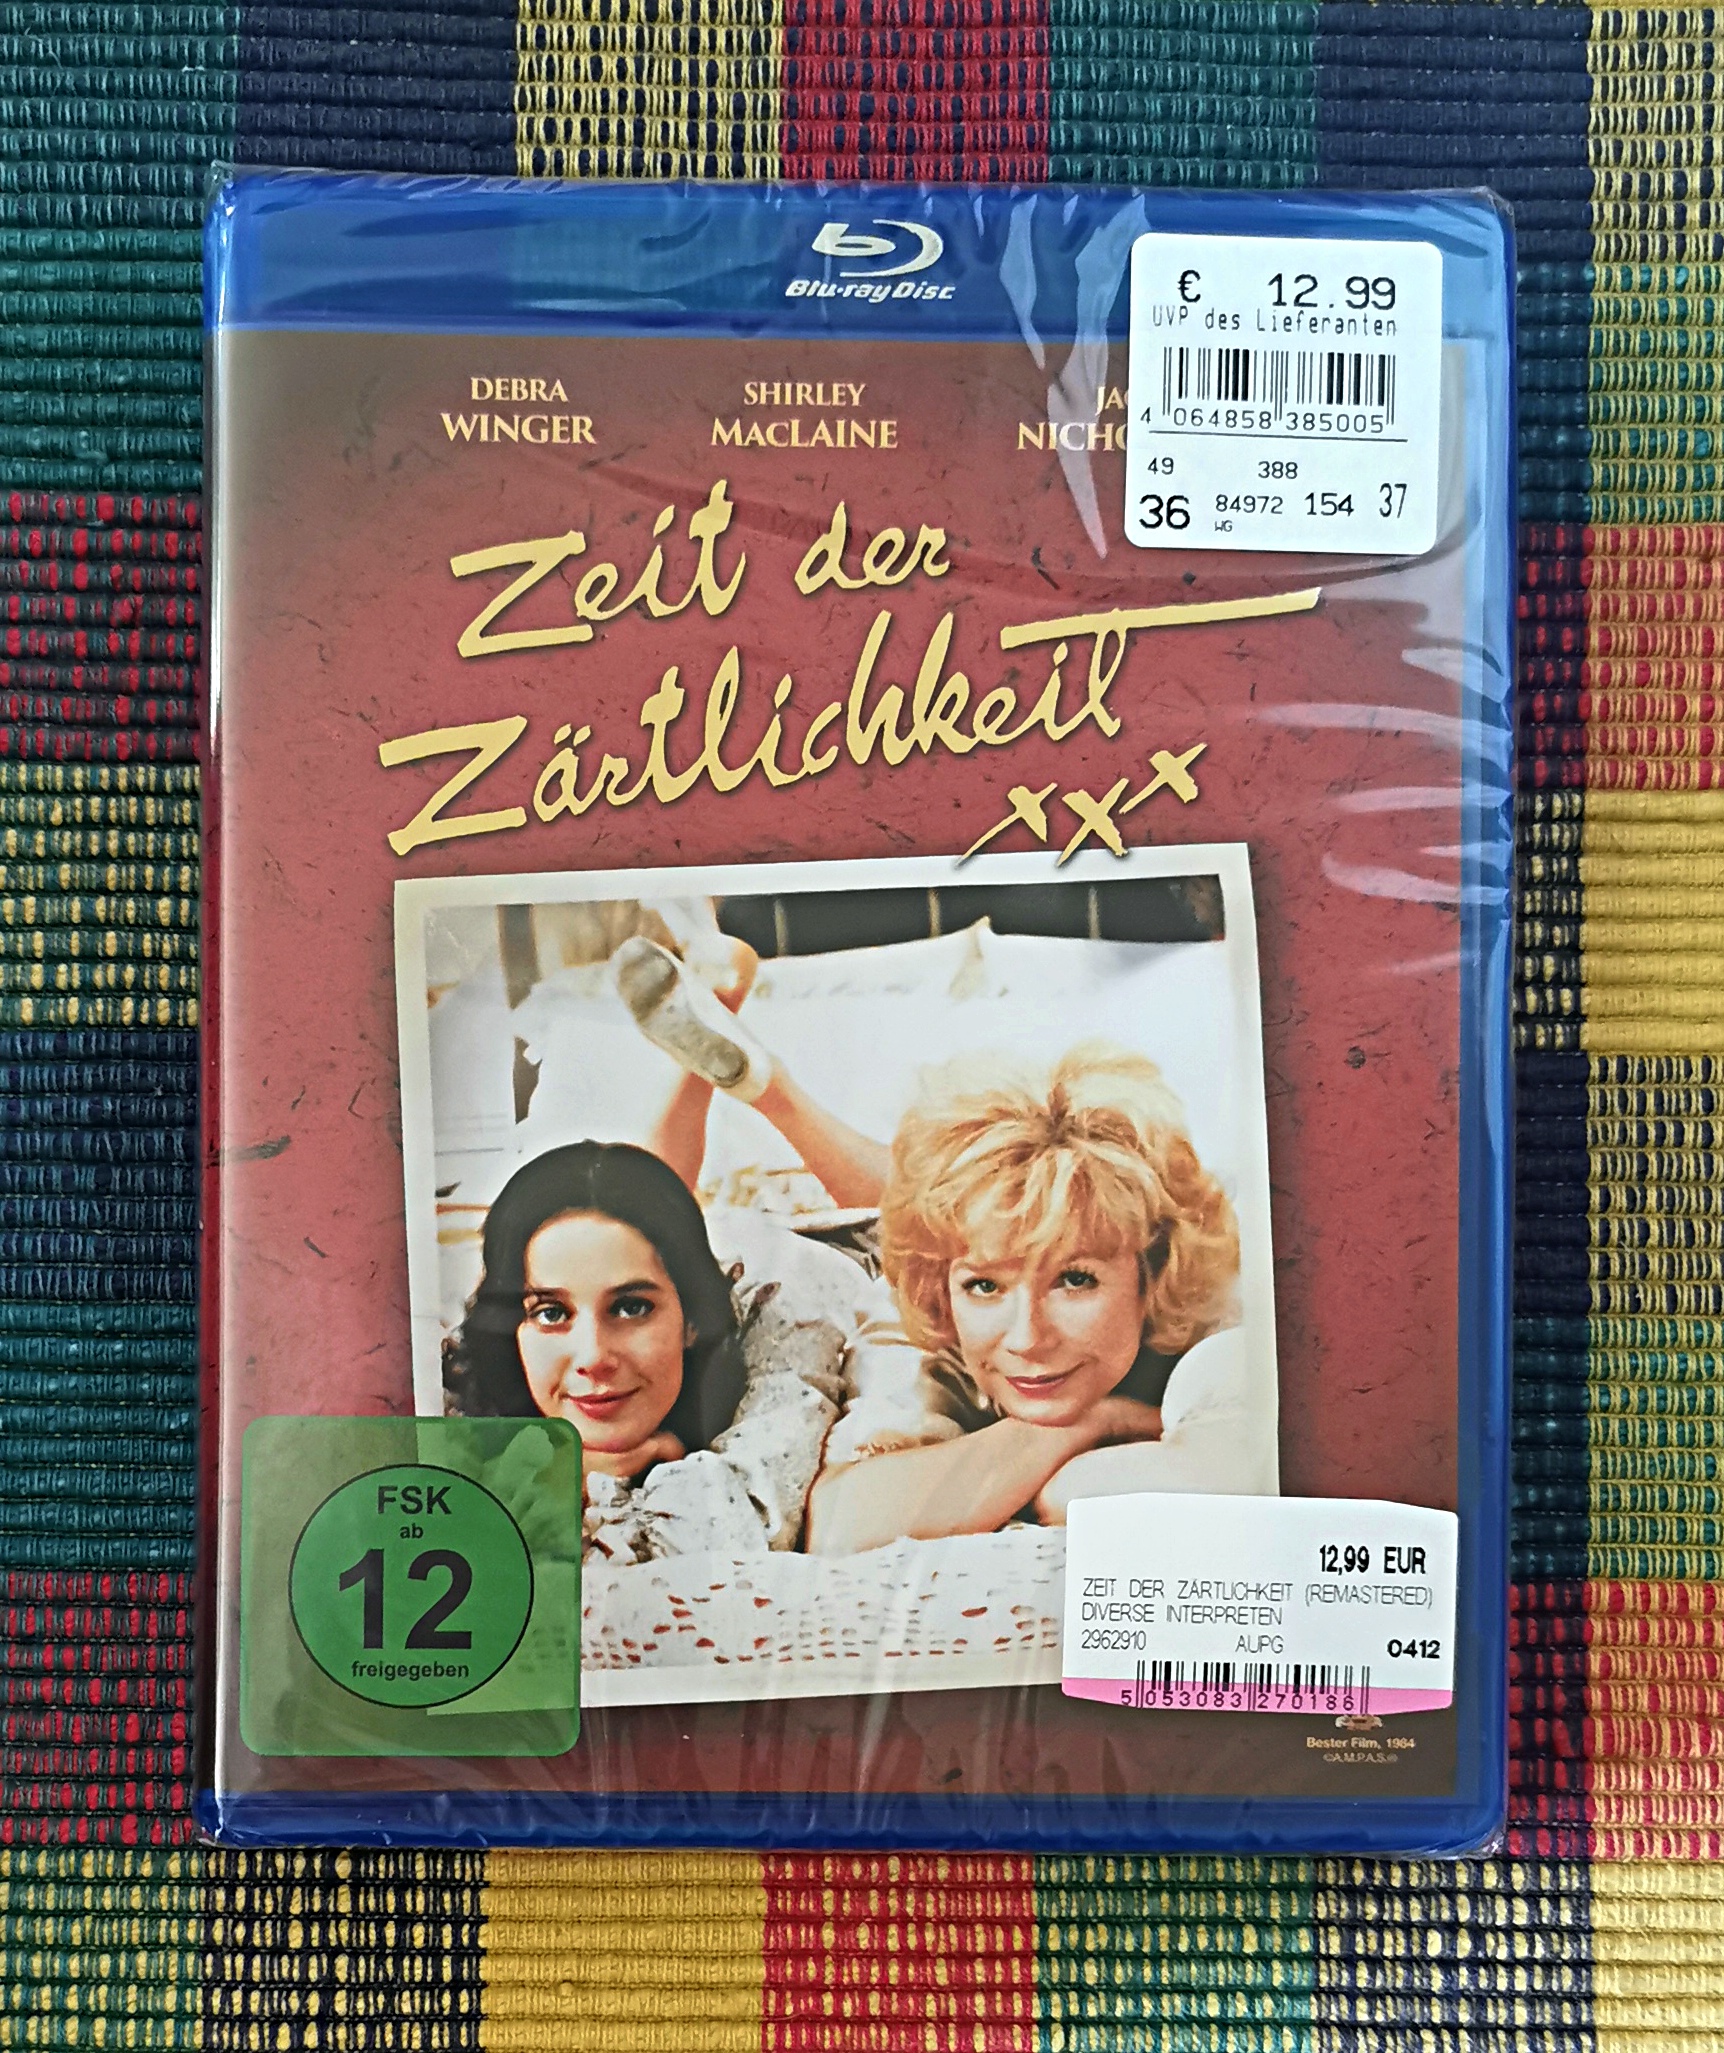 Blu-ray Disc
€ 12.99
UVP des Lieferanten
4 064858 385005
49 388
36 84972 154 37
WG
DEBRA
WINGER
SHIRLEY
MACLAINE
Zeit der
Zärtlichkeit
xxx
FSK
ab
12
freigegeben
12,99 EUR
ZEIT DER ZÄRTLICHKEIT (REMASTERED)
DIVERSE INTERPRETEN
2962910 AUPG 0412
5 053083 270186
Bester Film, 1984
©A.M.P.A.S.®